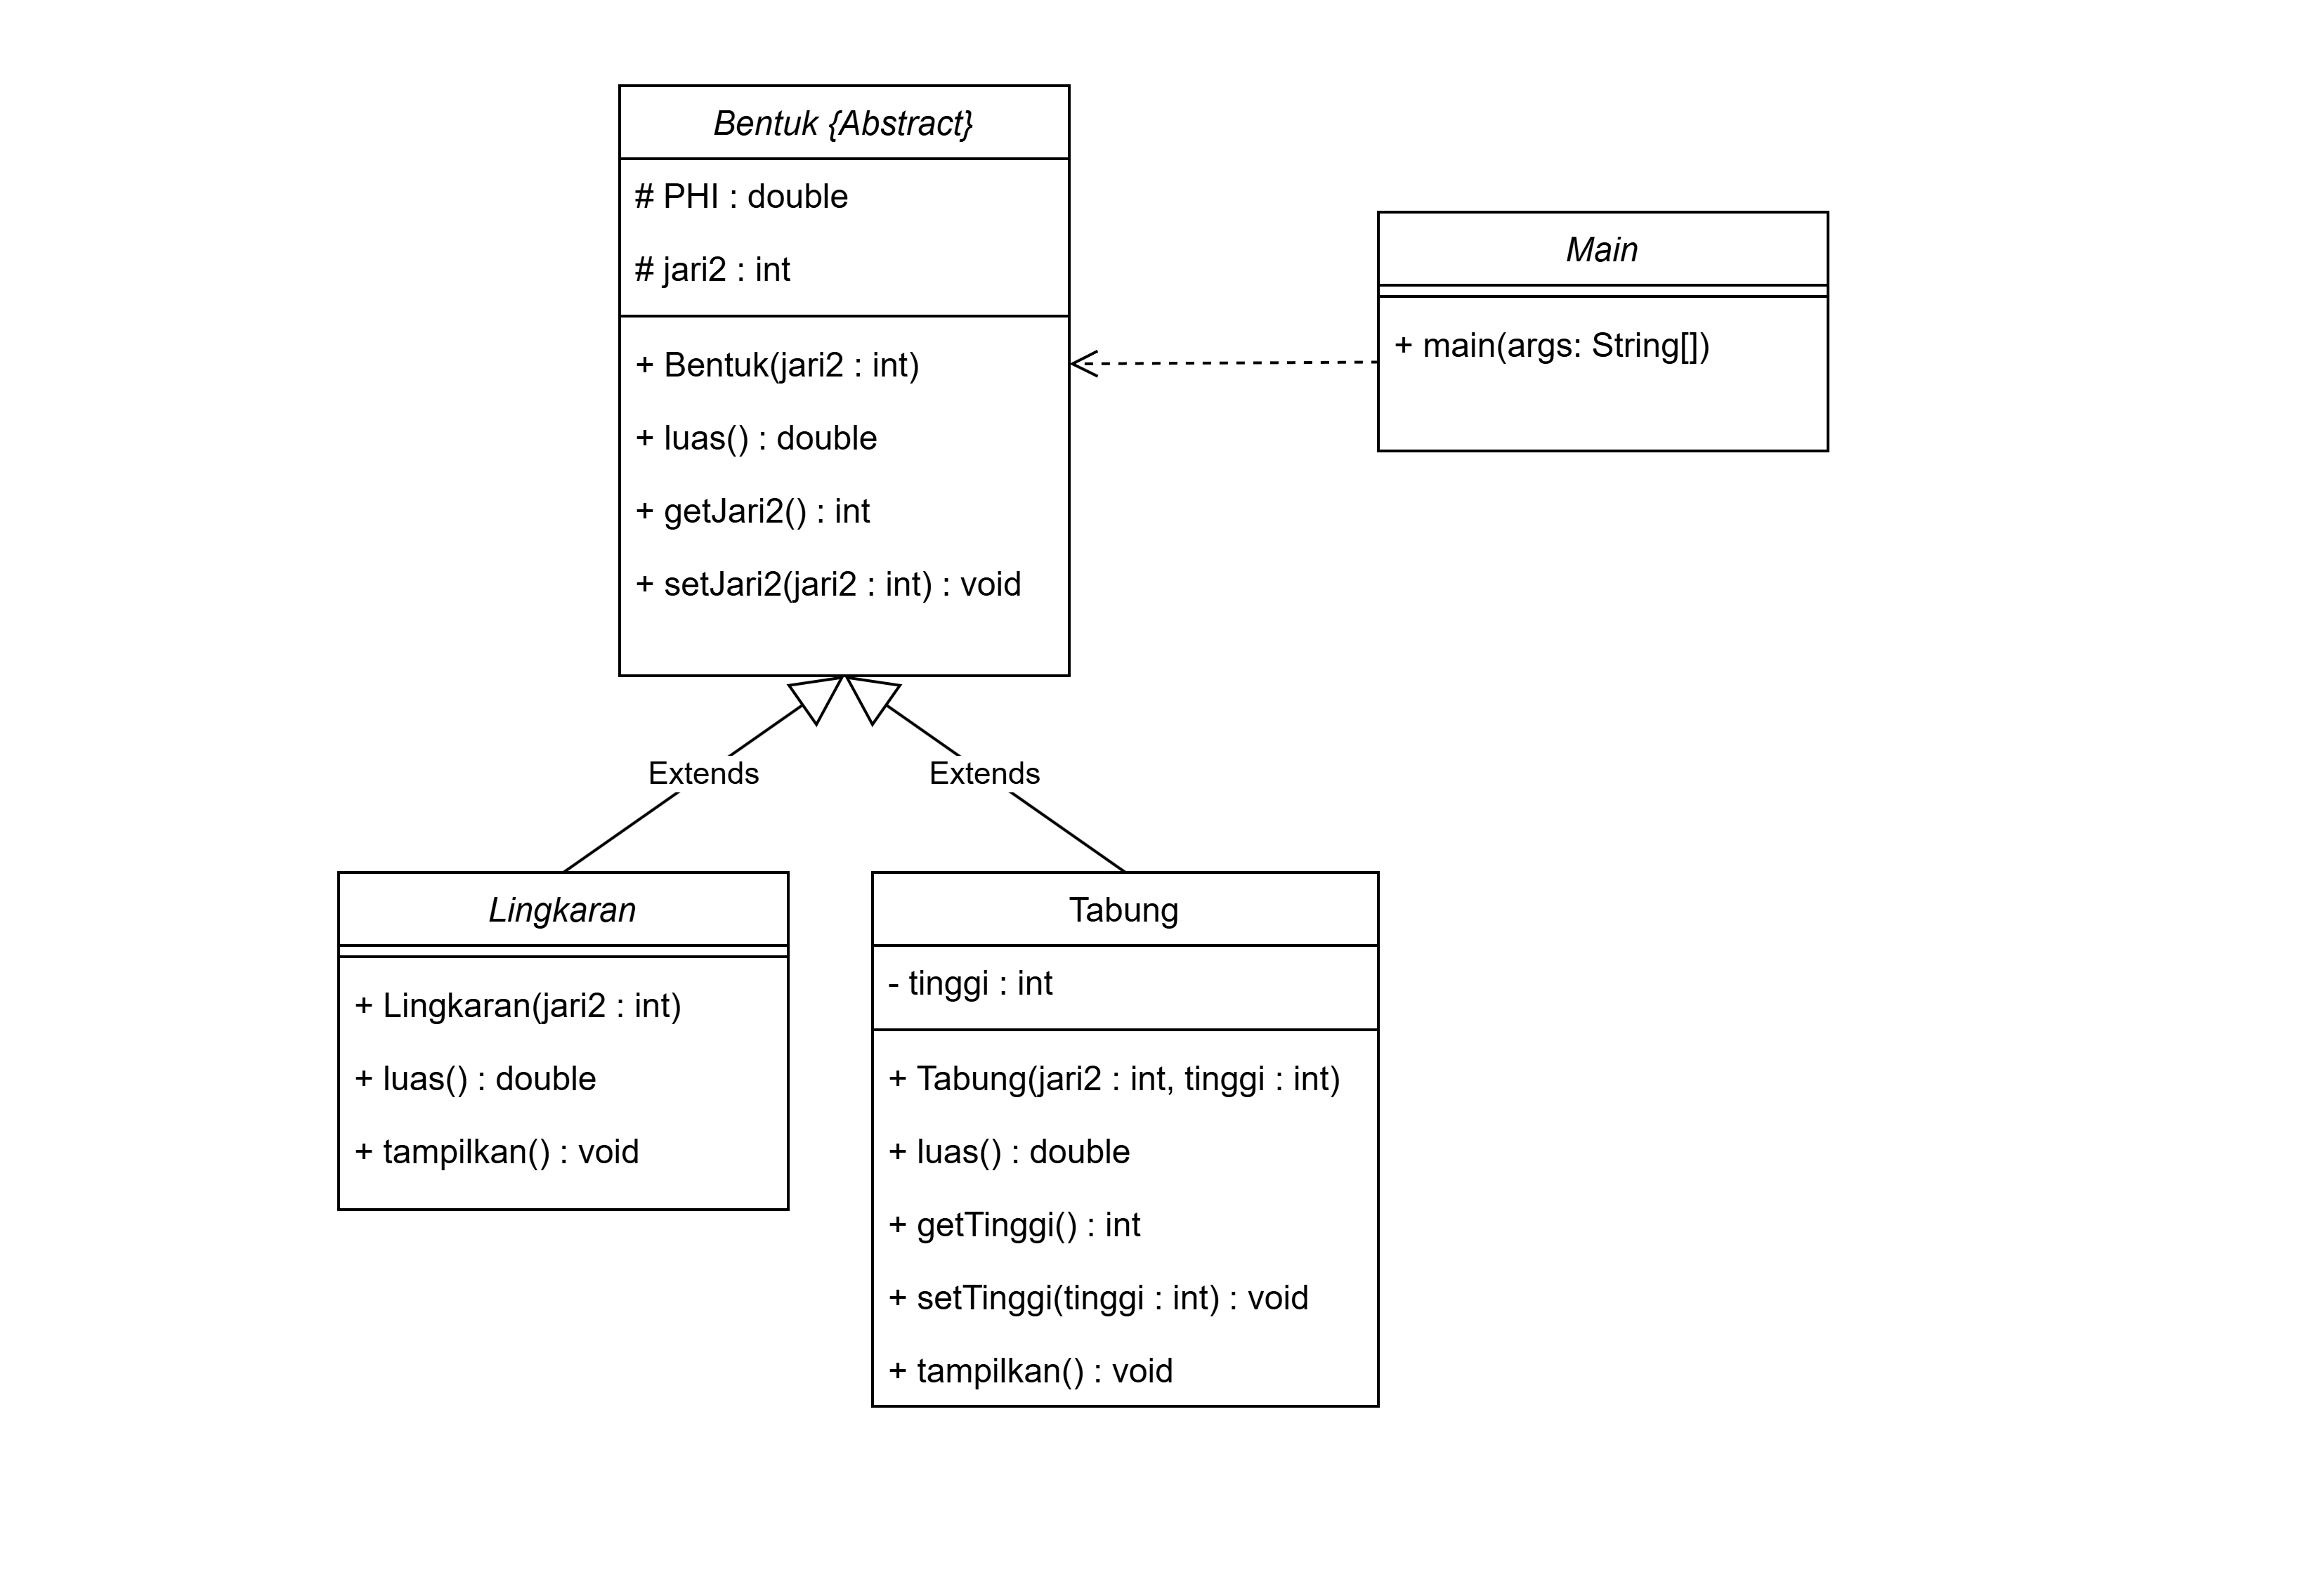 Bentuk {Abstract}
# PHI : double
# jari2 : int
+ Bentuk(jari2 : int)
+ luas() : double
+ getJari2() : int
+ setJari2(jari2 : int) : void
Main
+ main(args: String[])
Extends
Extends
Lingkaran
+ Lingkaran(jari2 : int)
+ luas() : double
+ tampilkan() : void
Tabung
- tinggi : int
+ Tabung(jari2 : int, tinggi : int)
+ luas() : double
+ getTinggi() : int
+ setTinggi(tinggi : int) : void
+ tampilkan() : void